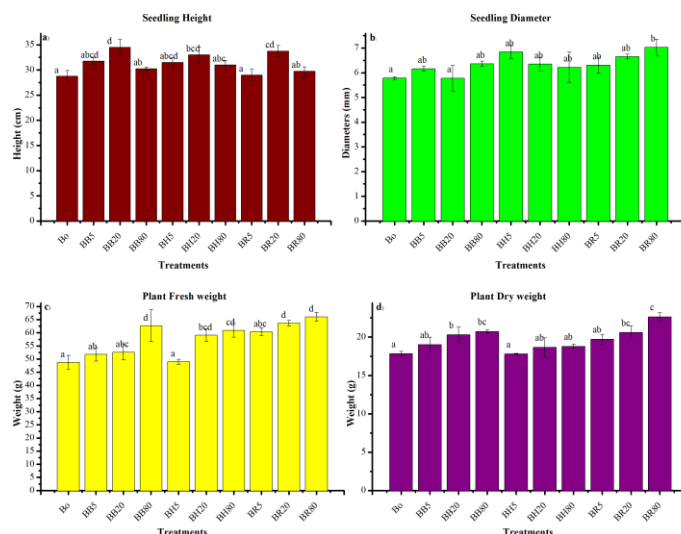 Seedling Height
a)
35
30
25
20
15
10
5
0
Height (cm)
a abcd d ab abcd bcd abc a cd ab
Bo BB5 BB20 BB80 BH5 BH20 BH80 BR5 BR20 BR80
Treatments
Seedling Diameter
b)
7
6
5
4
3
2
1
0
Diameters (mm)
a ab a ab ab ab ab ab ab b
Bo BB5 BB20 BB80 BH5 BH20 BH80 BR5 BR20 BR80
Treatments
Plant Fresh weight
c)
70
65
60
55
50
45
40
35
30
25
20
15
10
5
0
Weight (g)
a ab abc d a bcd cd abc d d
Bo BB5 BB20 BB80 BH5 BH20 BH80 BR5 BR20 BR80
Treatments
Plant Dry weight
d)
20
15
10
5
0
Weight (g)
a ab b bc a ab ab ab bc c
Bo BB5 BB20 BB80 BH5 BH20 BH80 BR5 BR20 BR80
Treatments